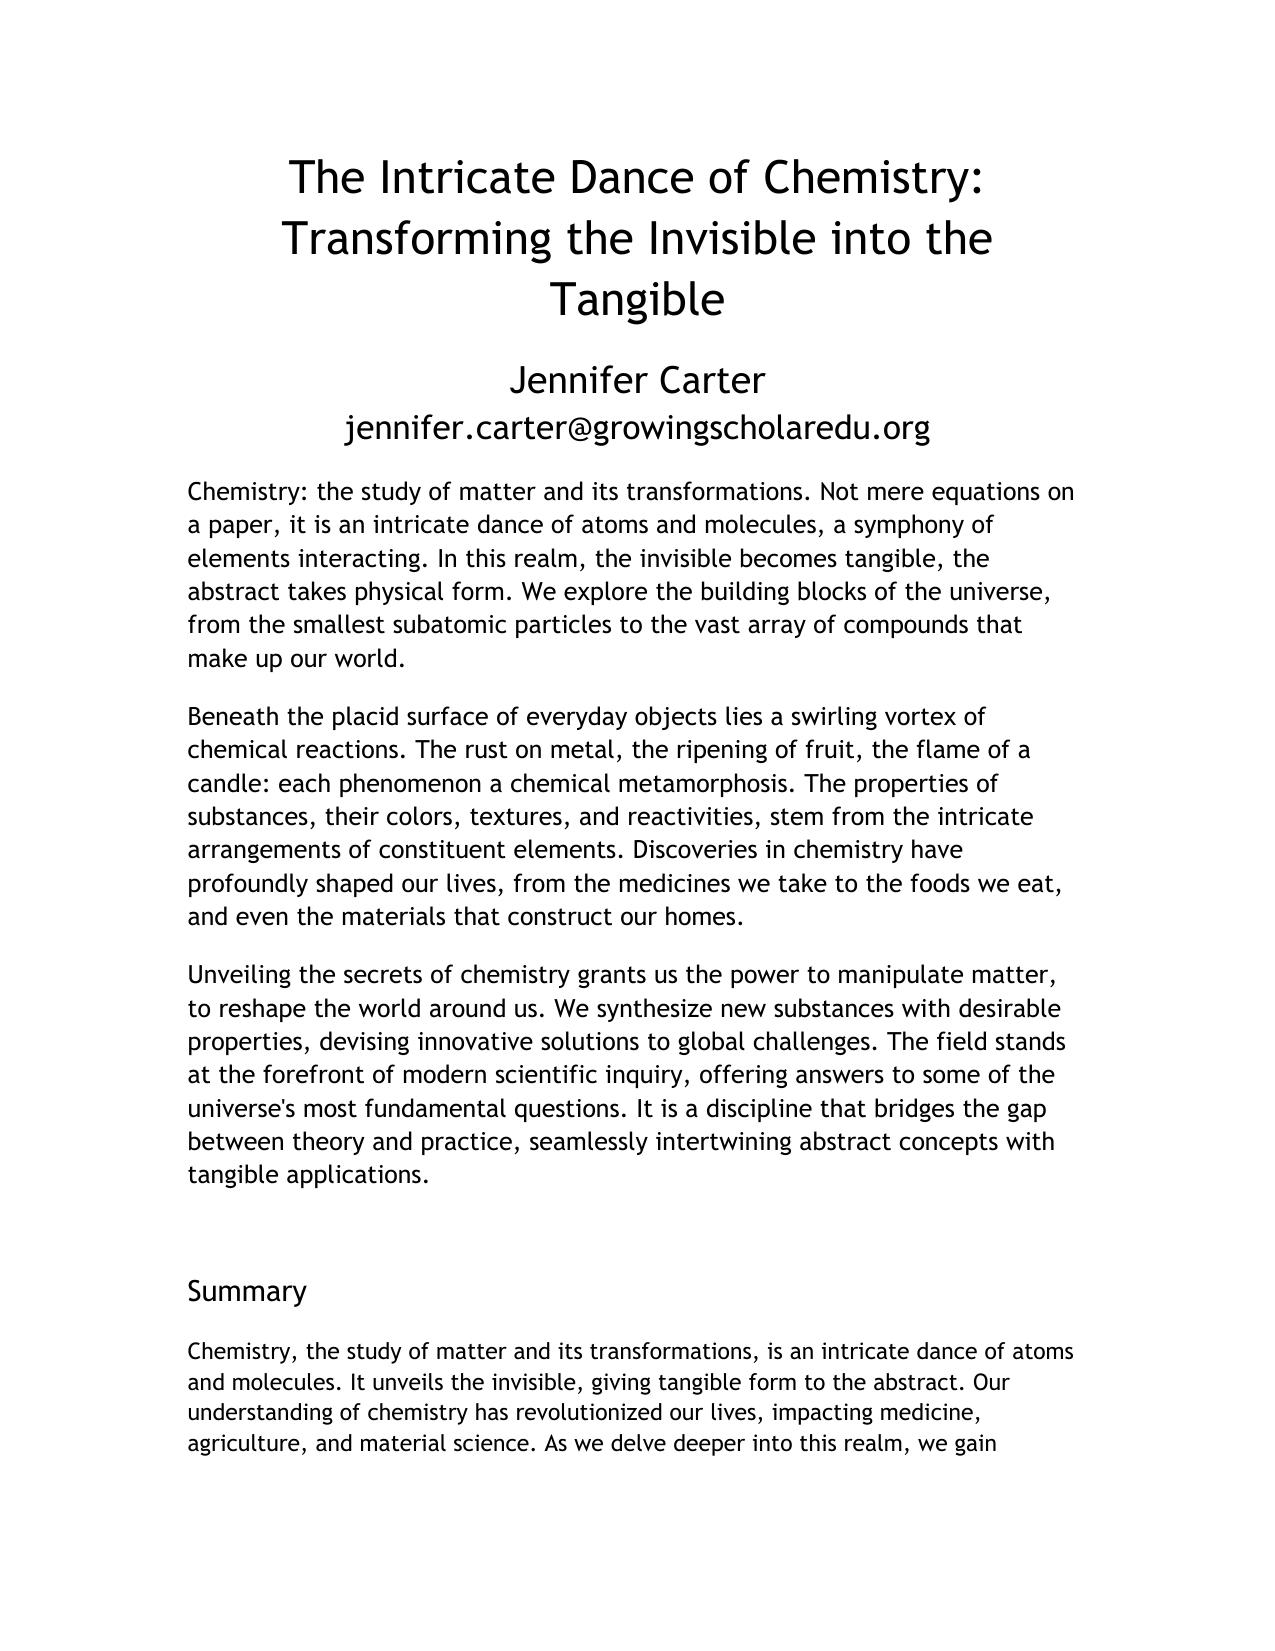 The Intricate Dance of Chemistry:
Transforming the Invisible into the
Tangible
Jennifer Carter
jennifer.carter@growingscholaredu.org
Chemistry: the study of matter and its transformations. Not mere equations on
a paper, it is an intricate dance of atoms and molecules, a symphony of
elements interacting. In this realm, the invisible becomes tangible, the
abstract takes physical form. We explore the building blocks of the universe,
from the smallest subatomic particles to the vast array of compounds that
make up our world.
Beneath the placid surface of everyday objects lies a swirling vortex of
chemical reactions. The rust on metal, the ripening of fruit, the flame of a
candle: each phenomenon a chemical metamorphosis. The properties of
substances, their colors, textures, and reactivities, stem from the intricate
arrangements of constituent elements. Discoveries in chemistry have
profoundly shaped our lives, from the medicines we take to the foods we eat,
and even the materials that construct our homes.
Unveiling the secrets of chemistry grants us the power to manipulate matter,
to reshape the world around us. We synthesize new substances with desirable
properties, devising innovative solutions to global challenges. The field stands
at the forefront of modern scientific inquiry, offering answers to some of the
universe's most fundamental questions. It is a discipline that bridges the gap
between theory and practice, seamlessly intertwining abstract concepts with
tangible applications.
Summary
Chemistry, the study of matter and its transformations, is an intricate dance of atoms
and molecules. It unveils the invisible, giving tangible form to the abstract. Our
understanding of chemistry has revolutionized our lives, impacting medicine,
agriculture, and material science. As we delve deeper into this realm, we gain